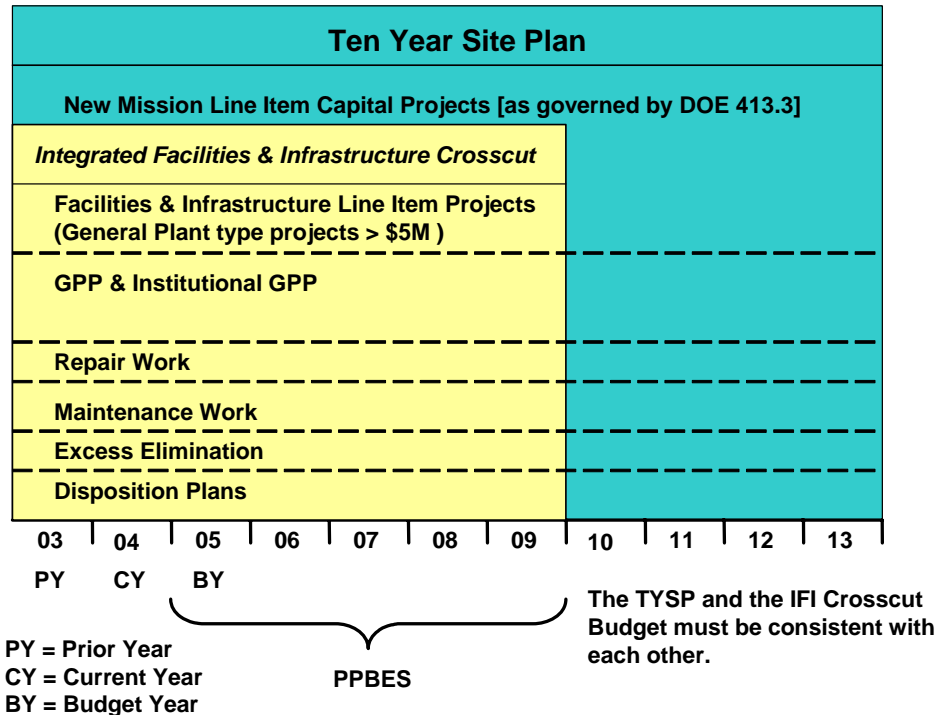 Ten Year Site Plan
New Mission Line Item Capital Projects [as governed by DOE 413.3]
Integrated Facilities & Infrastructure Crosscut
Facilities & Infrastructure Line Item Projects
(General Plant type projects > $5M )
GPP & Institutional GPP
Repair Work
Maintenance Work
Excess Elimination
Disposition Plans
03 04 05 06 07 08 09 10 11 12 13
PY CY BY
The TYSP and the IFI Crosscut
Budget must be consistent with
each other.
PPBES
PY = Prior Year
CY = Current Year
BY = Budget Year